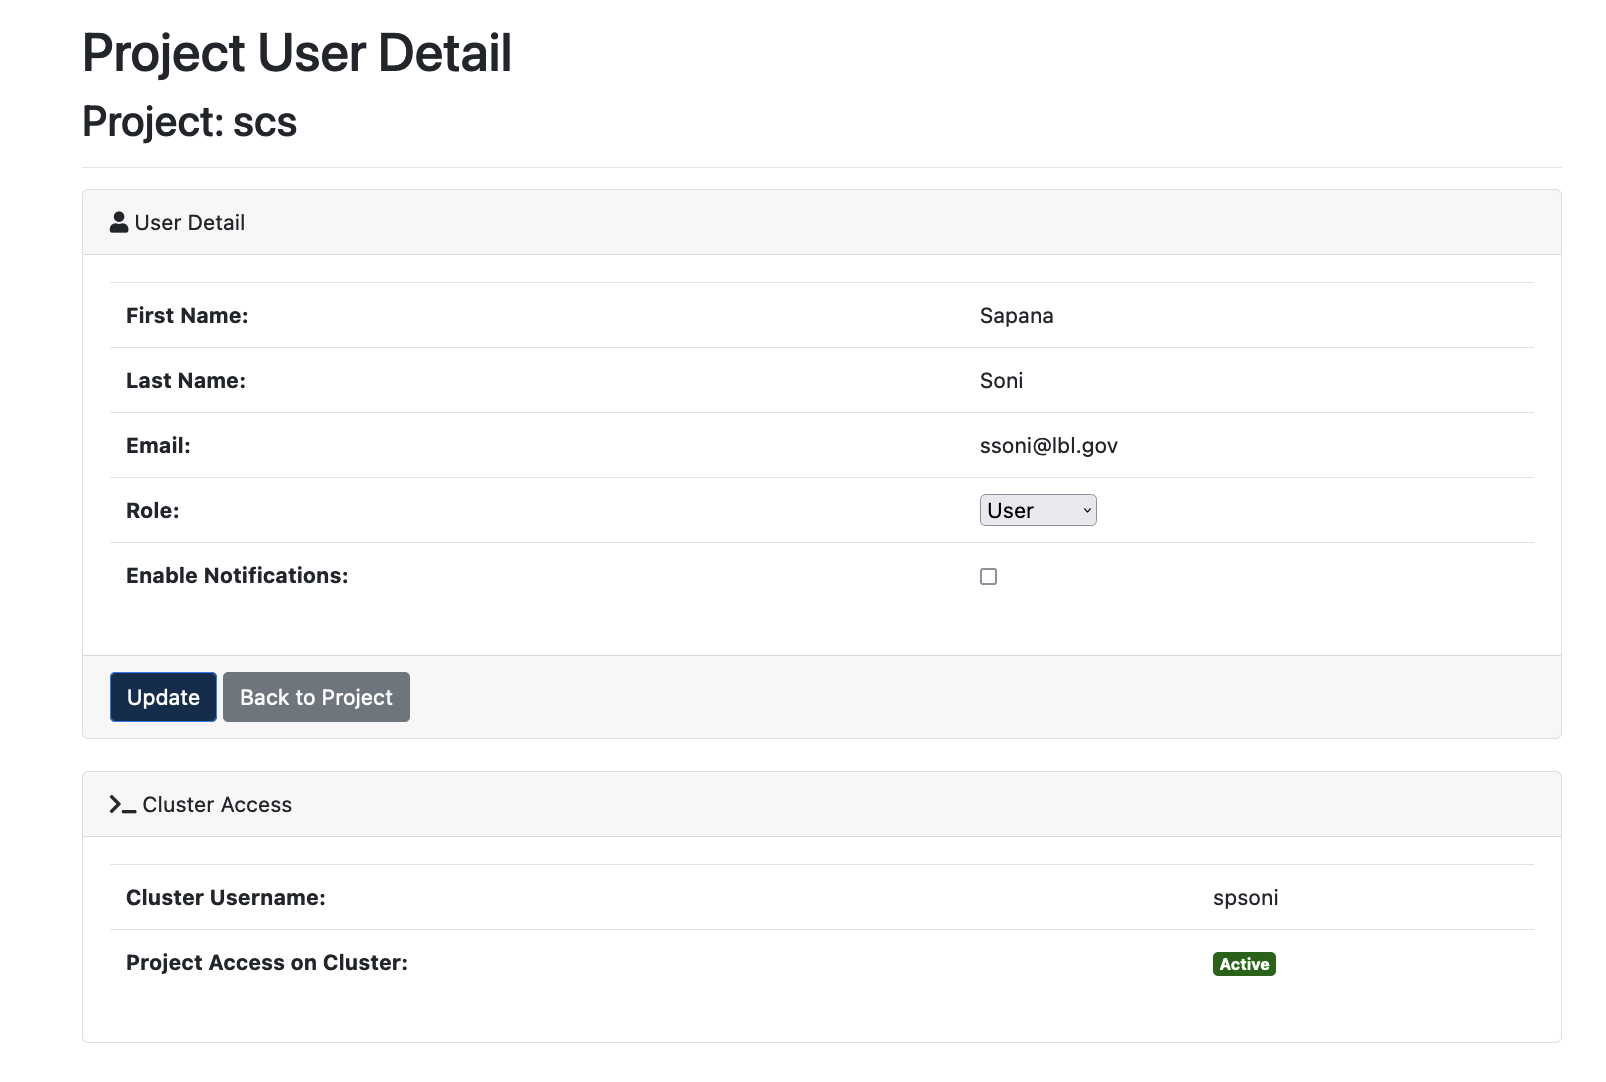 Project User Detail
Project: scs
User Detail
First Name: Sapana
Last Name: Soni
Email: ssoni@lbl.gov
Role: User
Enable Notifications:
Update Back to Project
Cluster Access
Cluster Username: spsoni
Project Access on Cluster: Active